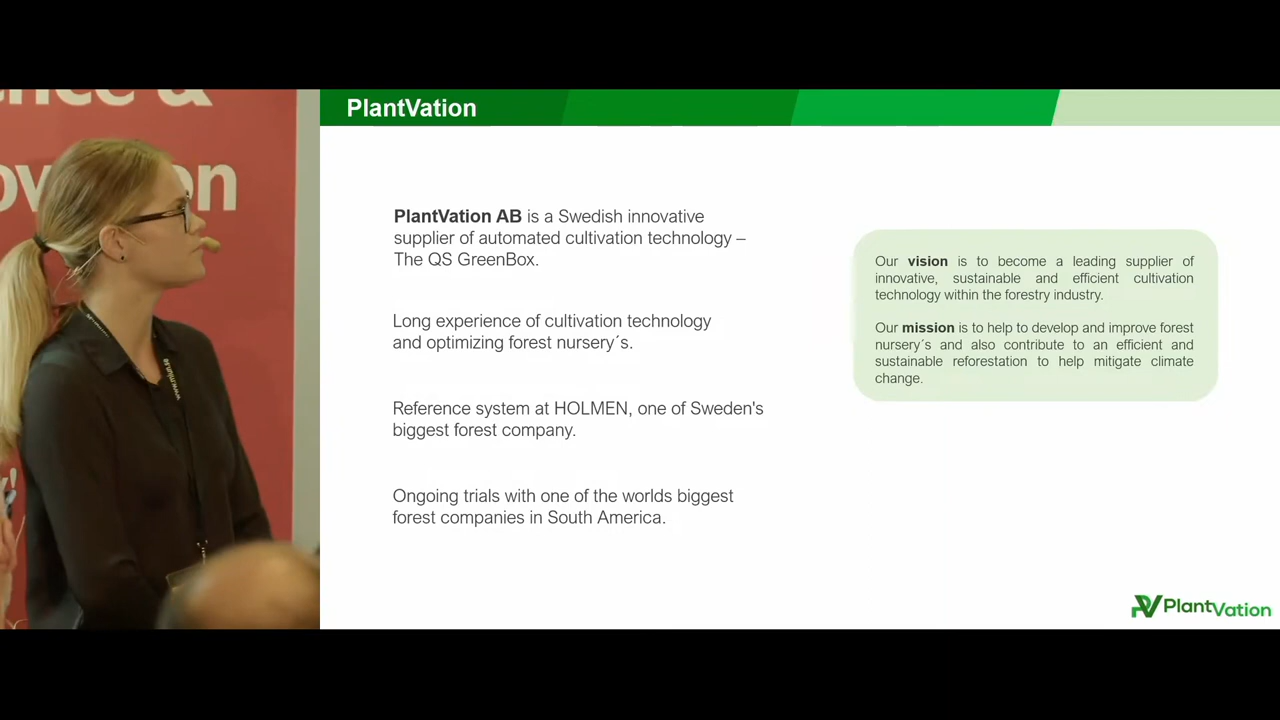 PlantVation
PlantVation AB is a Swedish innovative
supplier of automated cultivation technology –
The QS GreenBox.
Long experience of cultivation technology
and optimizing forest nursery´s.
Reference system at HOLMEN, one of Sweden's
biggest forest company.
Ongoing trials with one of the worlds biggest
forest companies in South America.
Our vision is to become a leading supplier of
innovative, sustainable and efficient cultivation
technology within the forestry industry.
Our mission is to help to develop and improve forest
nursery´s and also contribute to an efficient and
sustainable reforestation to help mitigate climate
change.
PlantVation
&
www.miun.se